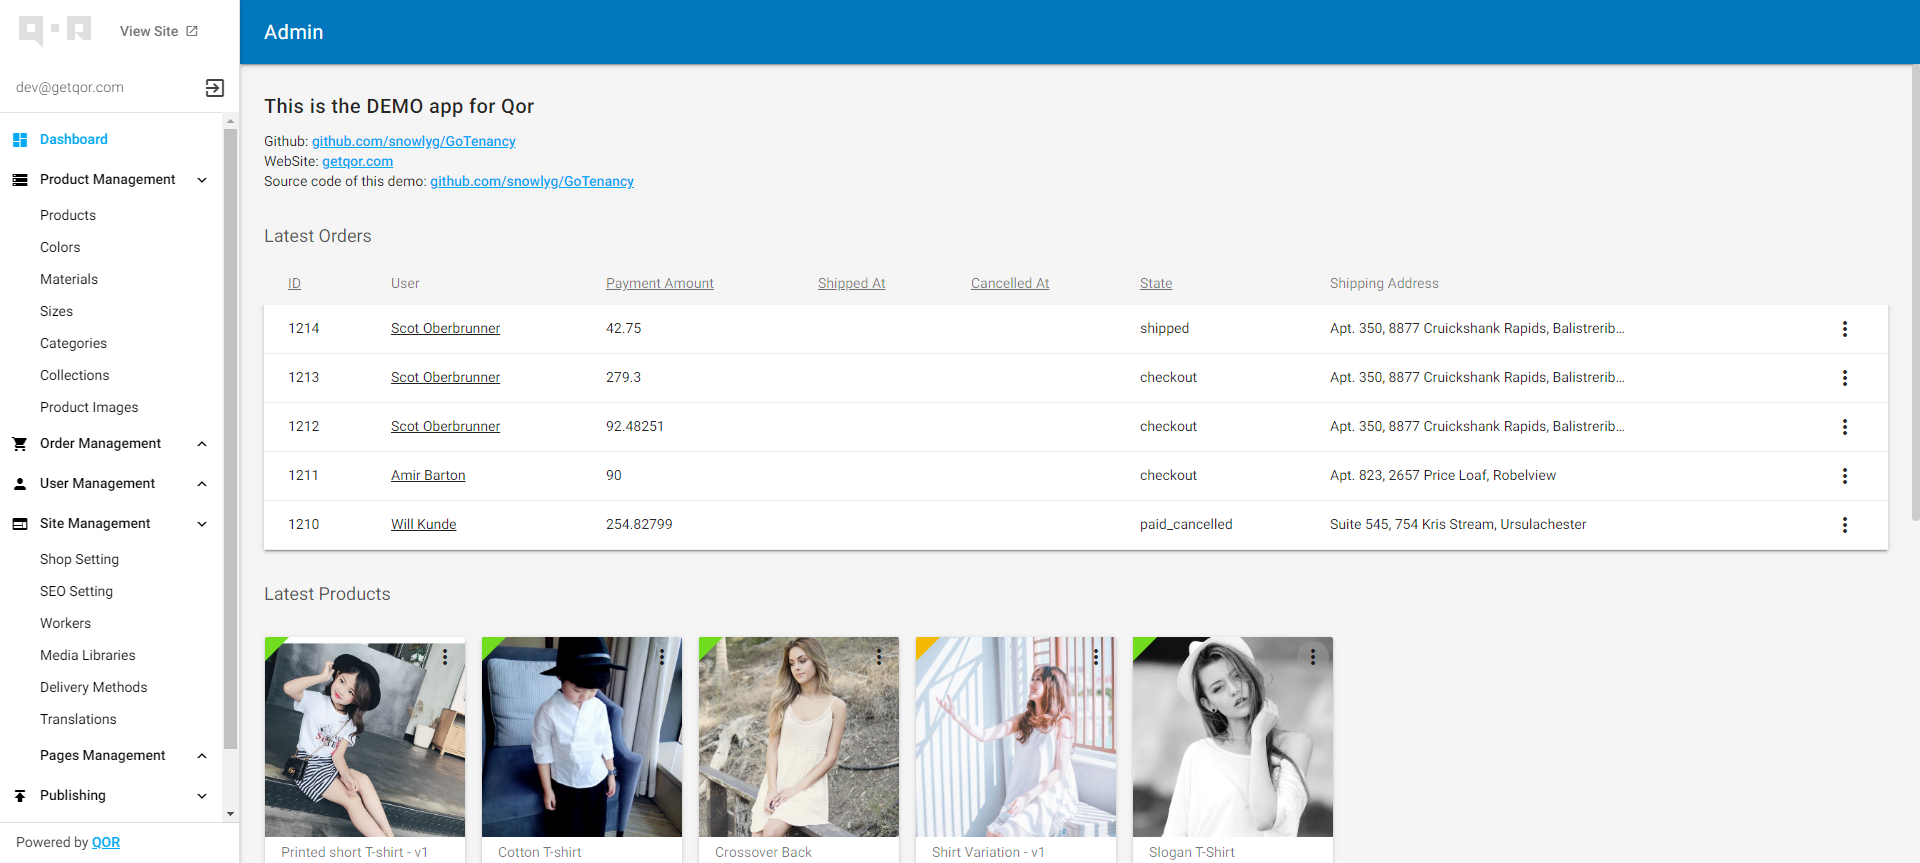 View Site
Admin
dev@getqor.com
Dashboard
Product Management
Products
Colors
Materials
Sizes
Categories
Collections
Product Images
Order Management
User Management
Site Management
Shop Setting
SEO Setting
Workers
Media Libraries
Delivery Methods
Translations
Pages Management
Publishing
Powered by QOR
This is the DEMO app for Qor
Github: github.com/snowlyg/GoTenancy
WebSite: getqor.com
Source code of this demo: github.com/snowlyg/GoTenancy
Latest Orders
ID User Payment Amount Shipped At Cancelled At State Shipping Address
1214 Scot Oberbrunner 42.75 shipped Apt. 350, 8877 Cruickshank Rapids, Balistrerib...
1213 Scot Oberbrunner 279.3 checkout Apt. 350, 8877 Cruickshank Rapids, Balistrerib...
1212 Scot Oberbrunner 92.48251 checkout Apt. 350, 8877 Cruickshank Rapids, Balistrerib...
1211 Amir Barton 90 checkout Apt. 823, 2657 Price Loaf, Robelview
1210 Will Kunde 254.82799 paid_cancelled Suite 545, 754 Kris Stream, Ursulachester
Latest Products
Printed short T-shirt - v1
Cotton T-shirt
Crossover Back
Shirt Variation - v1
Slogan T-Shirt